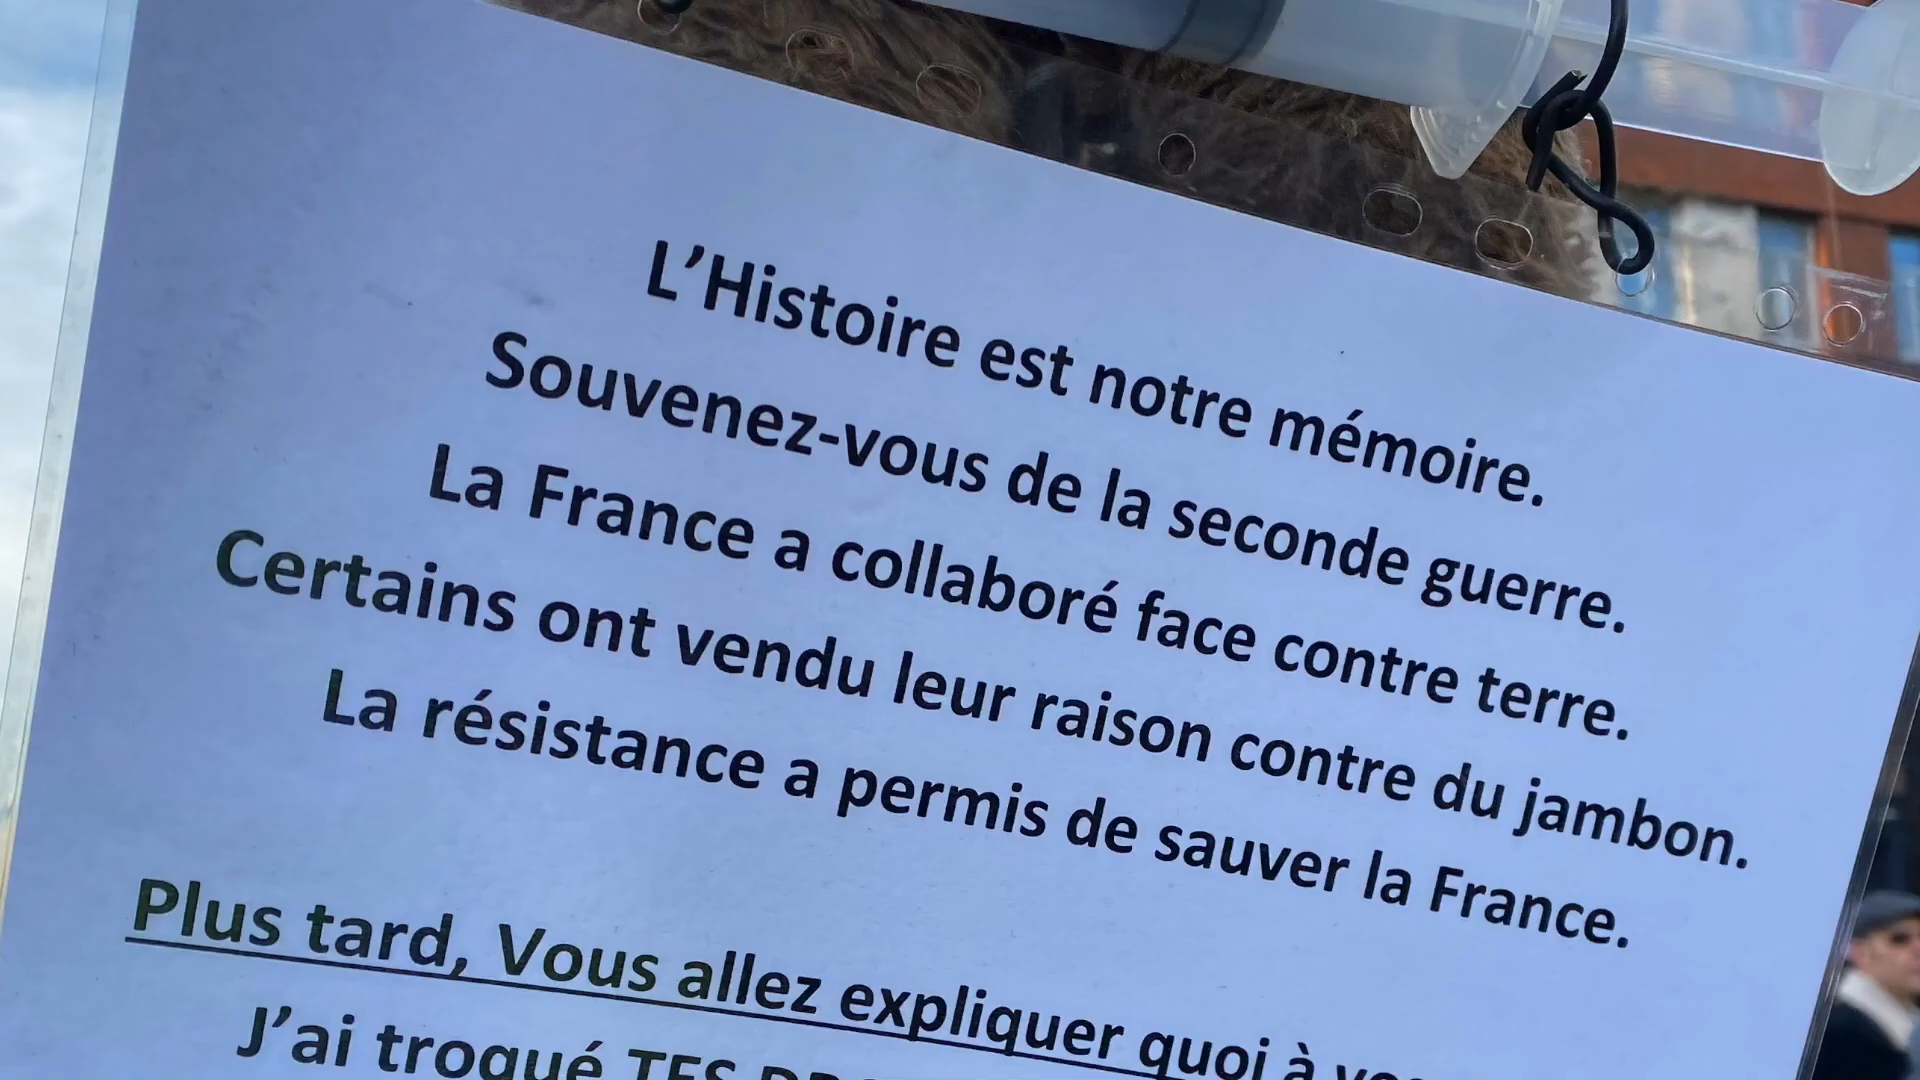 L'Histoire est notre mémoire.
Souvenez-vous de la seconde guerre.
La France a collaboré face contre terre.
Certains ont vendu leur raison contre du jambon.
La résistance a permis de sauver la France.
Plus tard, Vous allez expliquer quoi à
J'ai troqué TES